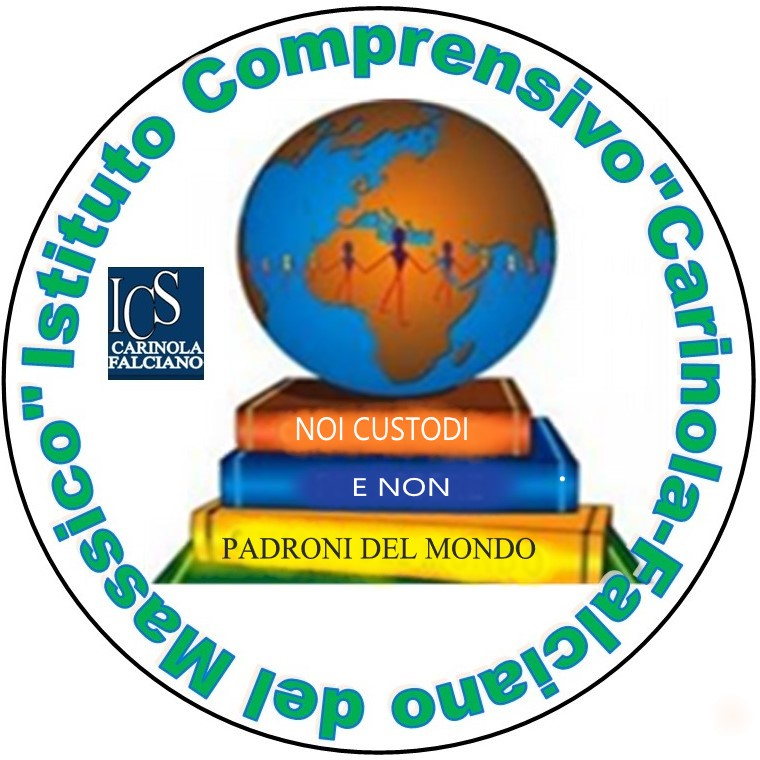 Istituto Comprensivo "Carinola-Falciano del Massico"
ICS
CARINOLA
FALCIANO
NOI CUSTODI
E NON
PADRONI DEL MONDO